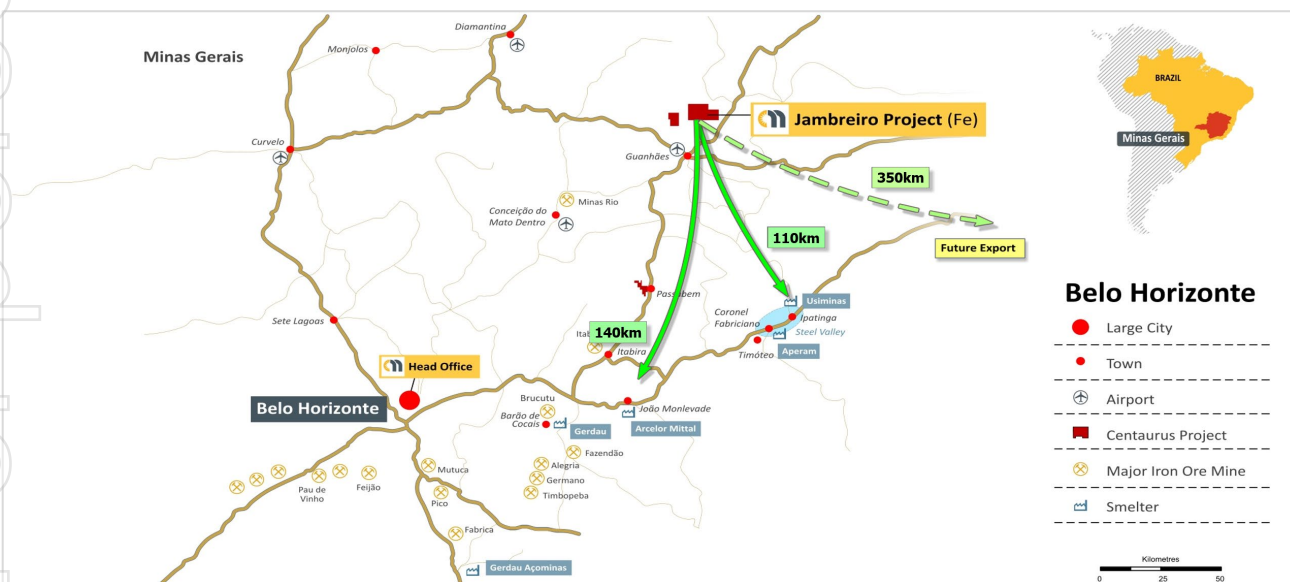 Diamantina
Monjolos
Minas Gerais
BRAZIL
Minas Gerais
Jambreiro Project (Fe)
Curvelo
Guanhães
350km
Minas Rio
Conceição do
Mato Dentro
110km
Future Export
Passabem
Usiminas
Coronel
Fabriciano
Ipatinga
Steel Valley
Sete Lagoas
140km
Itabira
Timóteo
Aperam
Head Office
Belo Horizonte
Brucutu
Barão de
Cocais
Gerdau
João Monlevade
Arcelor Mittal
Fazendão
Mutuca
Alegria
Germano
Timbopeba
Pau de
Vinho
Feijão
Pico
Fabrica
Gerdau Açominas
Belo Horizonte
Large City
Town
Airport
Centaurus Project
Major Iron Ore Mine
Smelter
Kilometres
0 25 50